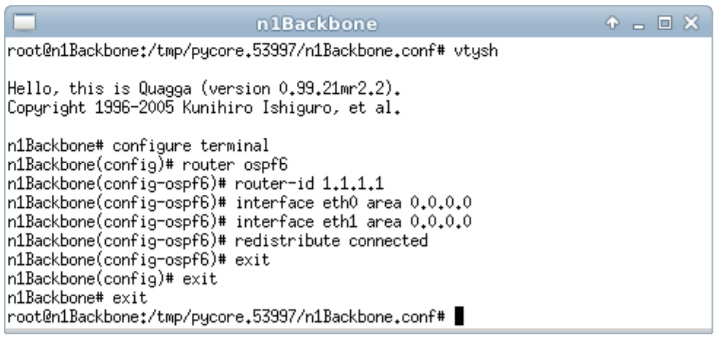 n1Backbone
root@n1Backbone:/tmp/pycore.53997/n1Backbone.conf# vtysh
Hello, this is Quagga (version 0.99.21mr2.2).
Copyright 1996-2005 Kunihiro Ishiguro, et al.
n1Backbone# configure terminal
n1Backbone(config)# router ospf6
n1Backbone(config-ospf6)# router-id 1.1.1.1
n1Backbone(config-ospf6)# interface eth0 area 0.0.0.0
n1Backbone(config-ospf6)# interface eth1 area 0.0.0.0
n1Backbone(config-ospf6)# redistribute connected
n1Backbone(config-ospf6)# exit
n1Backbone(config)# exit
n1Backbone# exit
root@n1Backbone:/tmp/pycore.53997/n1Backbone.conf#